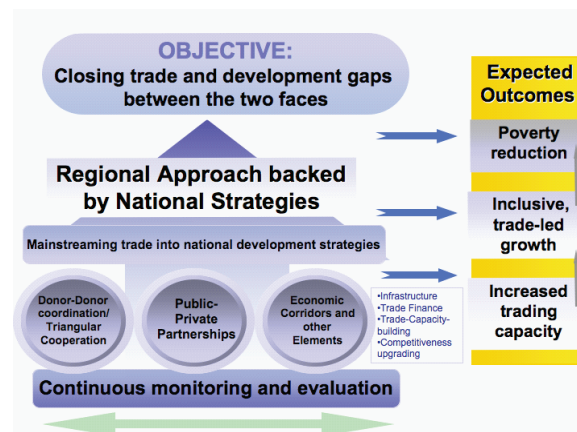 OBJECTIVE:
Closing trade and development gaps
between the two faces
Regional Approach backed
by National Strategies
Mainstreaming trade into national development strategies
Donor-Donor
coordination/
Triangular
Cooperation
Public-
Private
Partnerships
Economic
Corridors and
other
Elements
•Infrastructure
•Trade Finance
•Trade-Capacity-
building
•Competitiveness
upgrading
Continuous monitoring and evaluation
Expected
Outcomes
Poverty
reduction
Inclusive,
trade-led
growth
Increased
trading
capacity